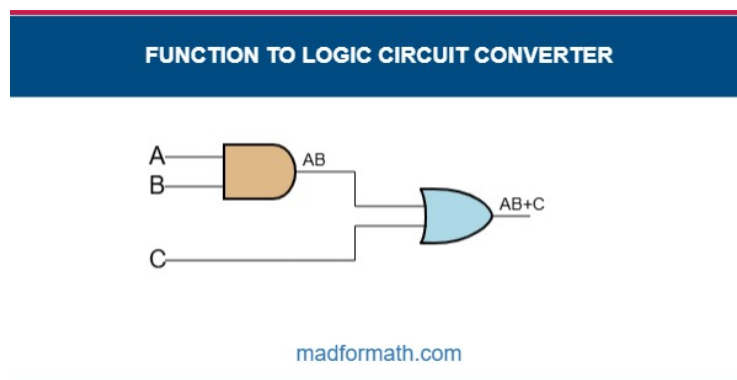 FUNCTION TO LOGIC CIRCUIT CONVERTER
A
B
AB
C
AB+C
madformath.com